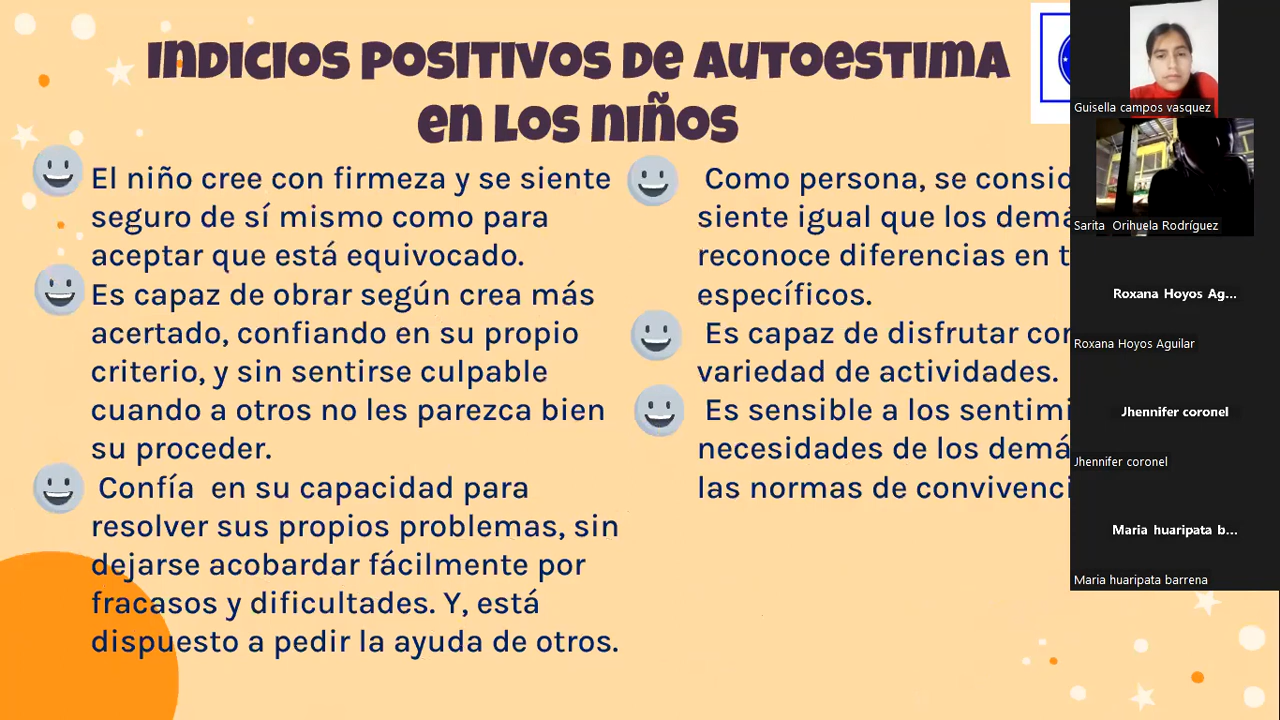 INDICIOS POSITIVOS DE AUTOESTIMA
EN LOS NIÑOS
El niño cree con firmeza y se siente
seguro de sí mismo como para
aceptar que está equivocado.
Es capaz de obrar según crea más
acertado, confiando en su propio
criterio, y sin sentirse culpable
cuando a otros no les parezca bien
su proceder.
Confía en su capacidad para
resolver sus propios problemas, sin
dejarse acobardar fácilmente por
fracasos y dificultades. Y, está
dispuesto a pedir la ayuda de otros.
Como persona, se
siente igual que los
reconoce diferencias en
específicos.
Es capaz de disfrutar
variedad de actividades.
Es sensible a los
necesidades de los
las normas de
Guisella campos vasquez
Sarita Orihuela Rodríguez
Roxana Hoyos Ag...
Roxana Hoyos Aguilar
Jhennifer coronel
Jhennifer coronel
Maria huaripata b...
Maria huaripata barrena